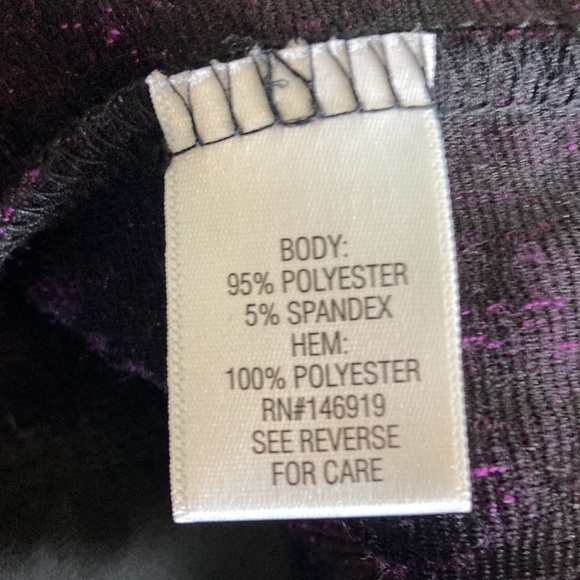 BODY:
95% POLYESTER
5% SPANDEX
HEM:
100% POLYESTER
RN#146919
SEE REVERSE
FOR CARE